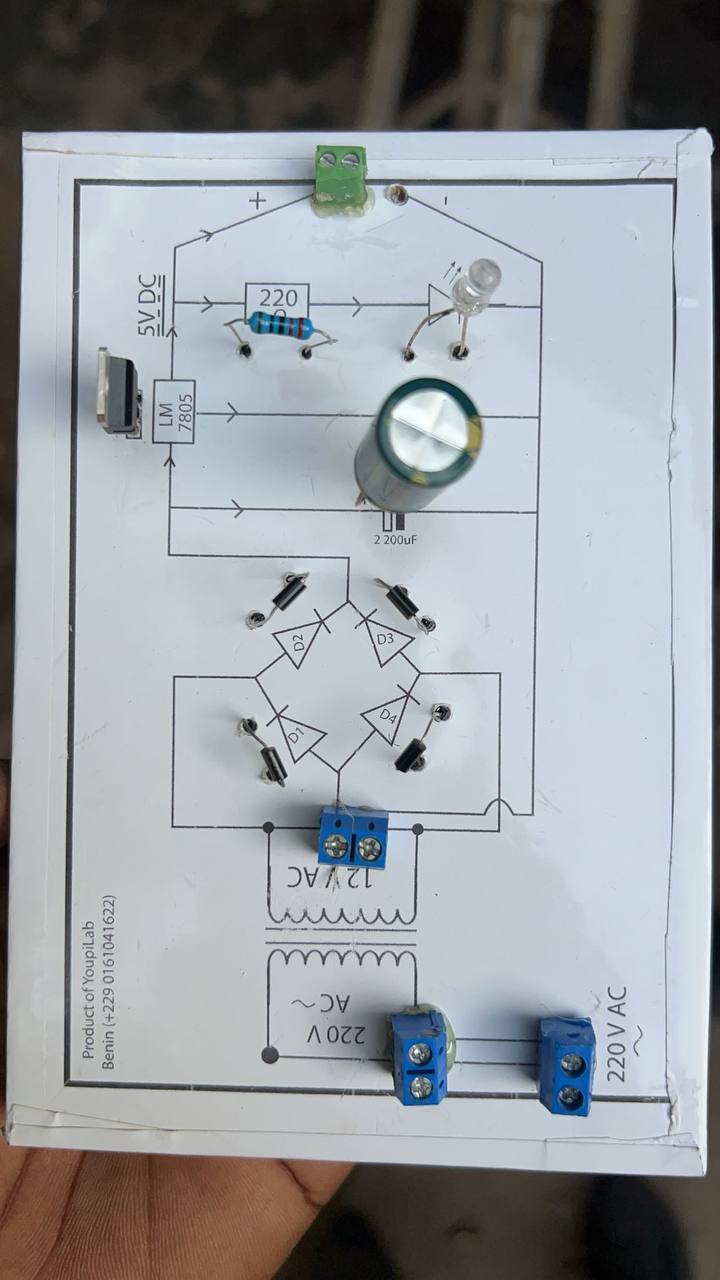 +
-
5V DC
220
Ω
LM
7805
2 200uF
D2
D3
D1
D4
12 V AC
Product of YoupiLab
Benin (+229 0161041622)
220 V
AC ~
220 V AC
~